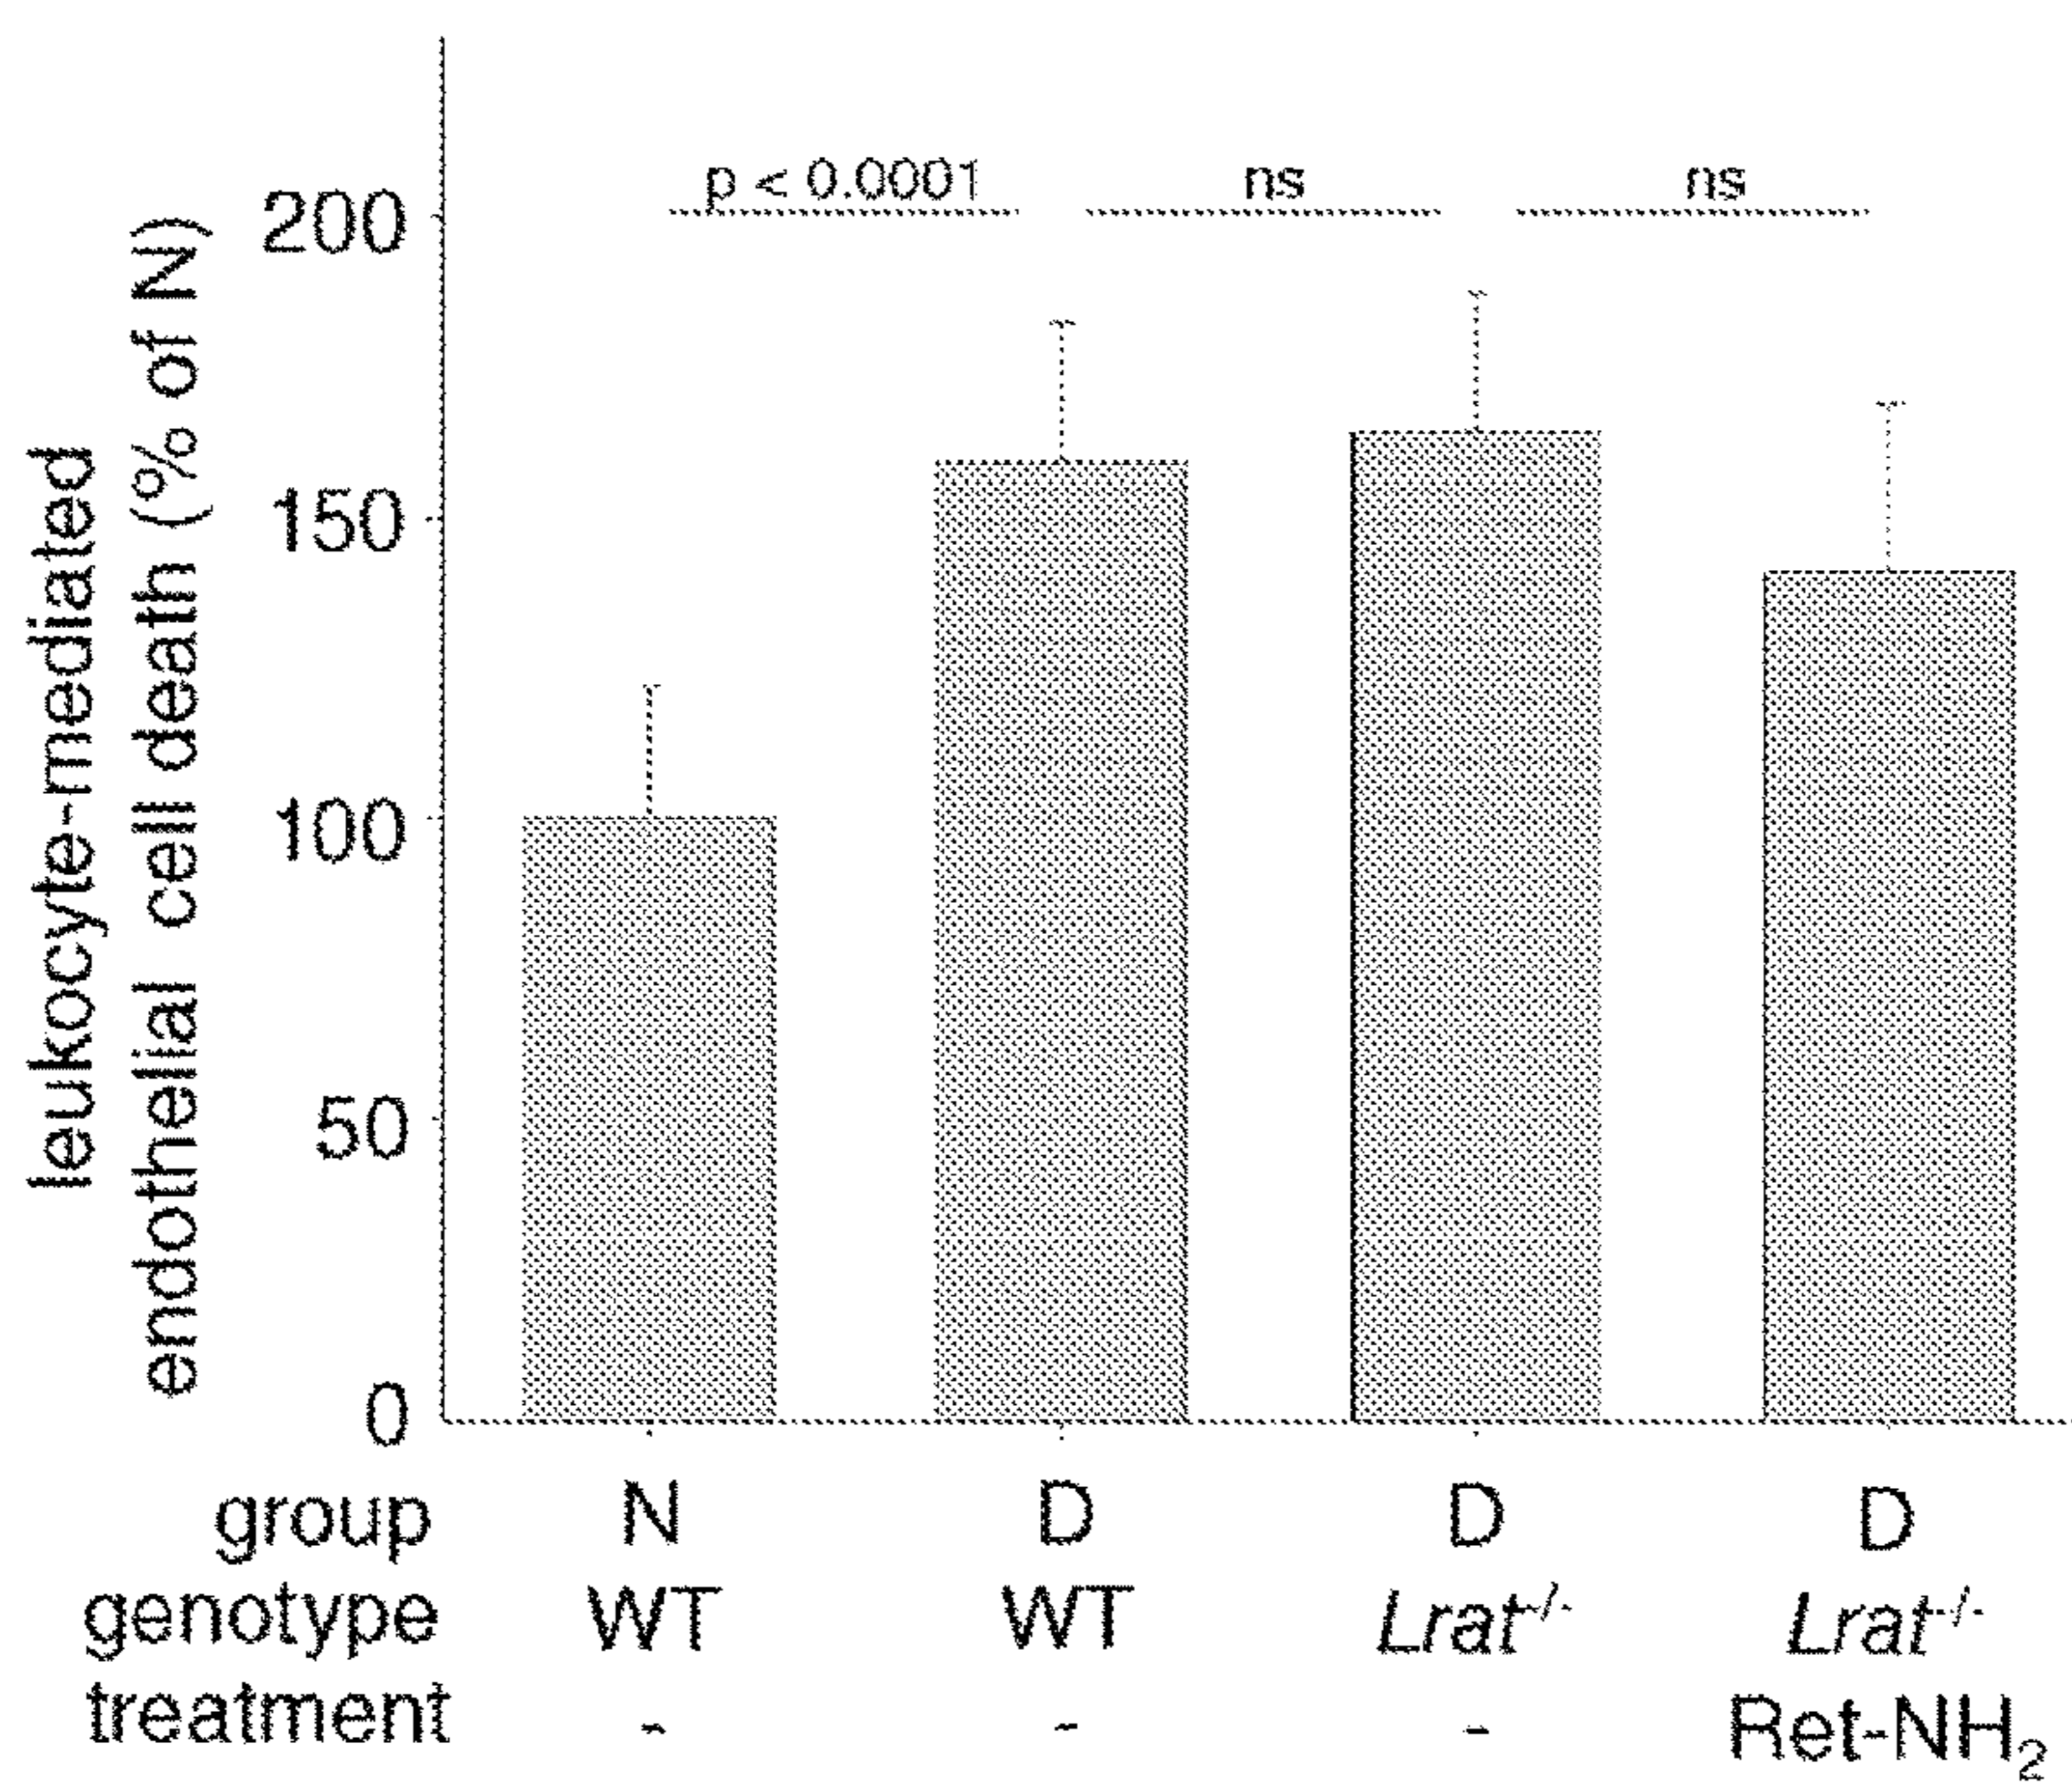 leukocyte-mediated
endothelial cell death (% of N)
200
150
100
50
0
p < 0.0001 ns ns
group N D D D
genotype WT WT Lrat-/- Lrat-/-
treatment - - - Ret-NH2